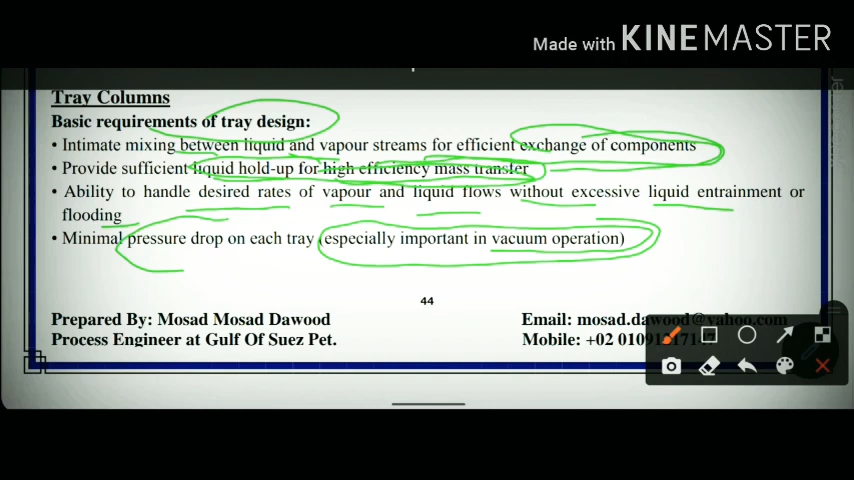 Made with KINEMASTER
Tray Columns
Basic requirements of tray design:
• Intimate mixing between liquid and vapour streams for efficient exchange of components
• Provide sufficient liquid hold-up for high efficiency mass transfer
• Ability to handle desired rates of vapour and liquid flows without excessive liquid entrainment or
flooding
• Minimal pressure drop on each tray (especially important in vacuum operation)
44
Prepared By: Mosad Mosad Dawood
Email: mosad.dawood@yahoo.com
Process Engineer at Gulf Of Suez Pet.
Mobile: +02